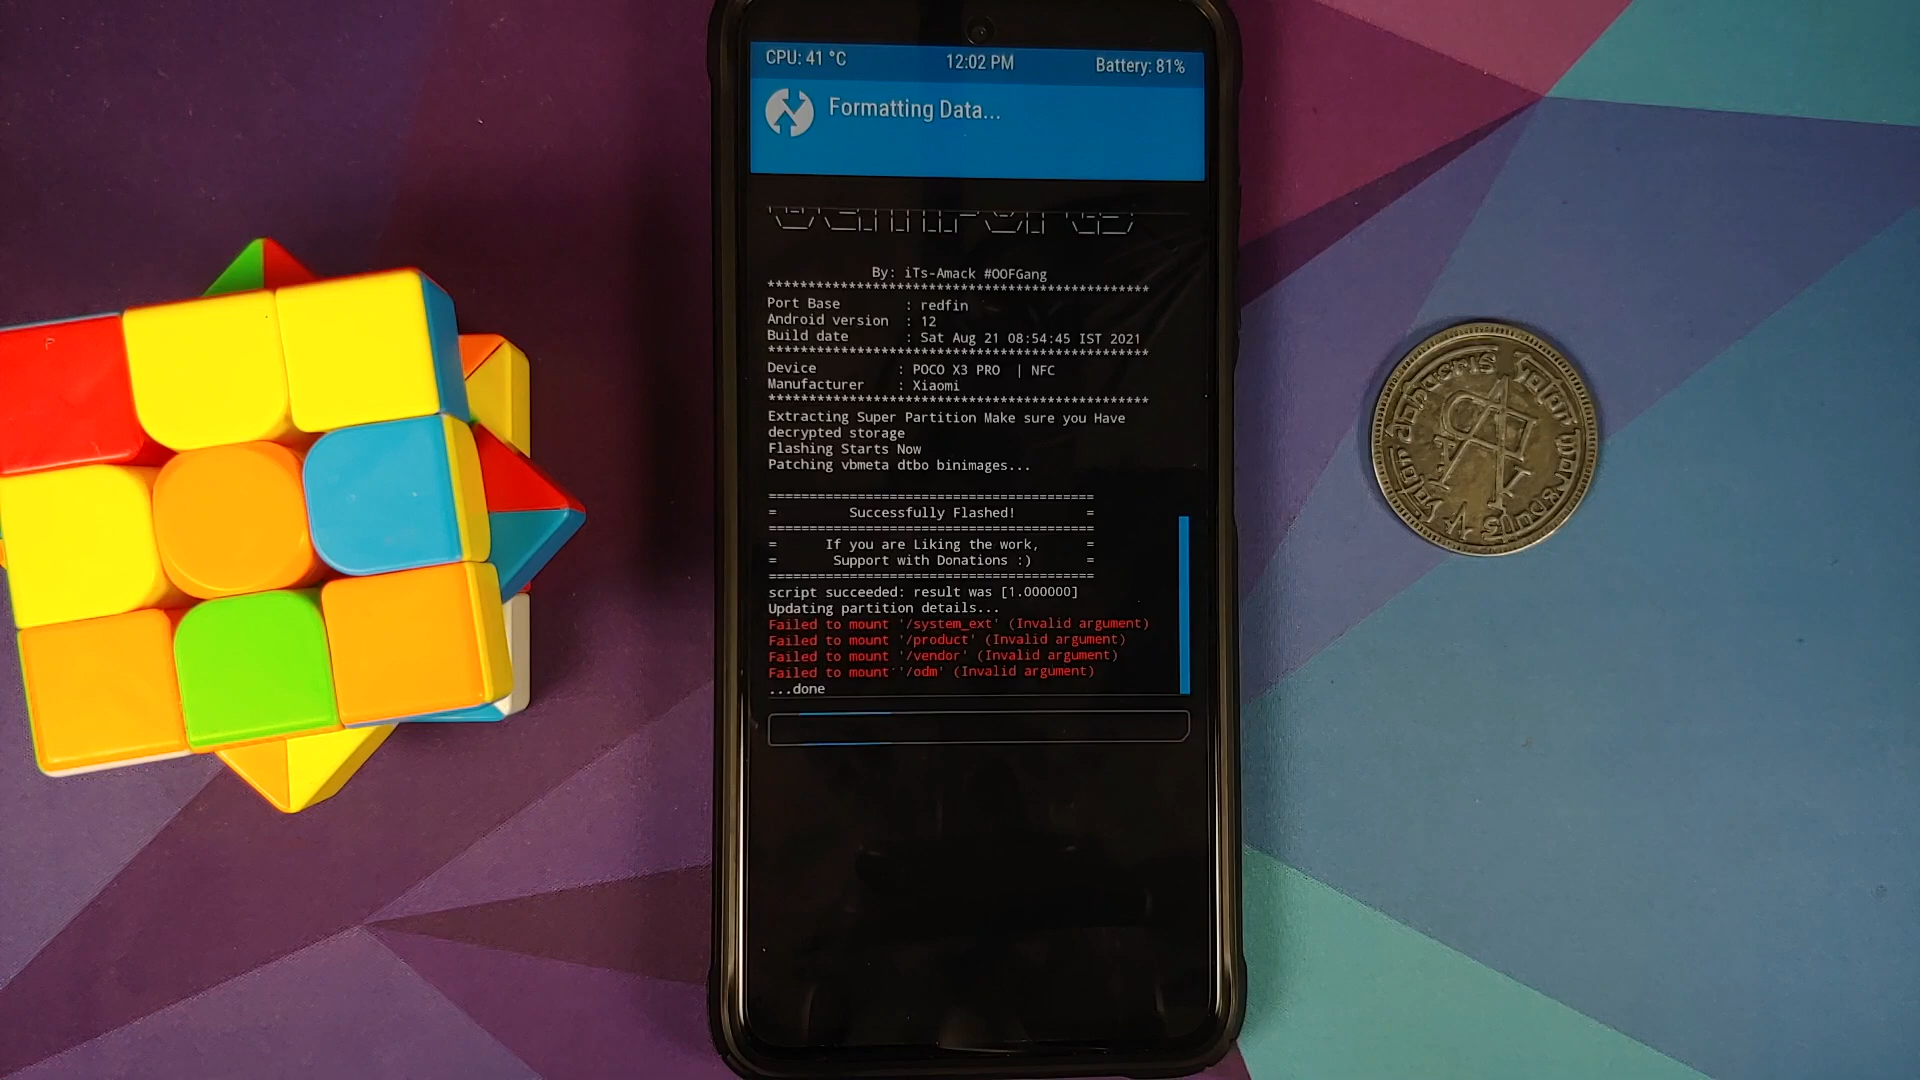 CPU: 41 °C 12:02 PM Battery: 81%
Formatting Data...
By: iTs-Amack #OOFGang
***********************************************
Port Base : redfin
Android version : 12
Build date : Sat Aug 21 08:54:45 IST 2021
***********************************************
Device : POCO X3 PRO | NFC
Manufacturer : Xiaomi
***********************************************
Extracting Super Partition Make sure you Have
decrypted storage
Flashing Starts Now
Patching vbmeta dtbo binimages...
========================================
= Successfully Flashed! =
========================================
= If you are Liking the work, =
= Support with Donations :) =
========================================
script succeeded: result was [1.000000]
Updating partition details...
Failed to mount '/system_ext' (Invalid argument)
Failed to mount '/product' (Invalid argument)
Failed to mount '/vendor' (Invalid argument)
Failed to mount '/odm' (Invalid argument)
...done